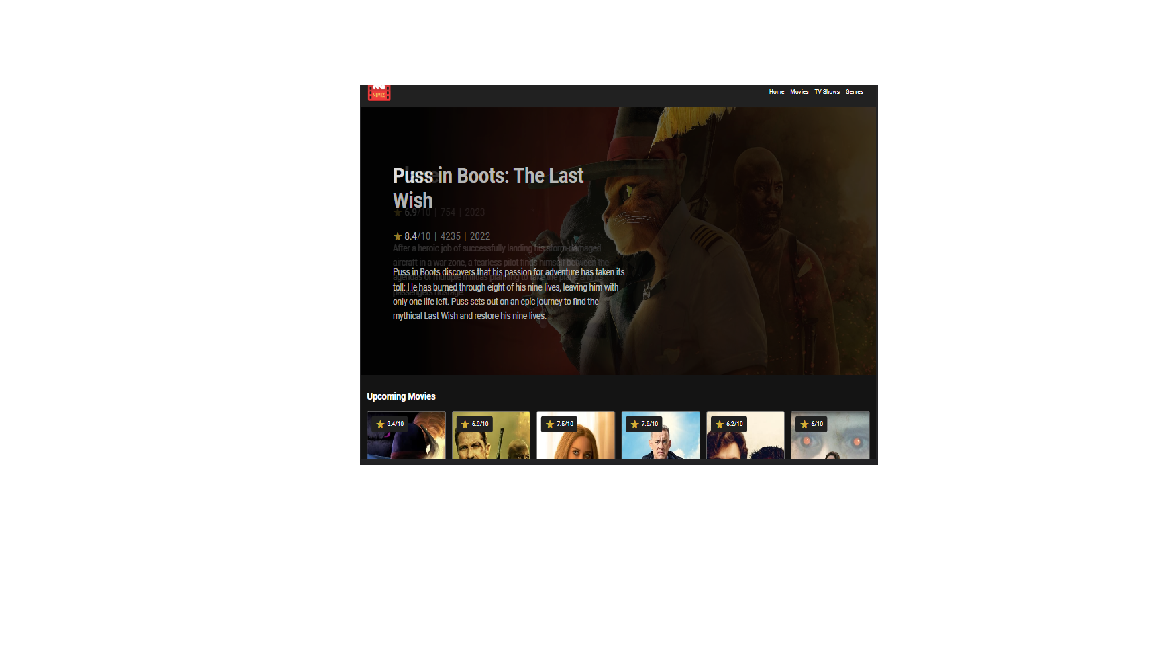 Home Movies TV Shows Genres
Puss in Boots: The Last
Wish
6.9/10 | 754 | 2023
8.4/10 | 4235 | 2022
After a heroic job of successfully landing his storm-damaged
aircraft in a war zone, a fearless pilot finds himself between the
Puss in Boots discovers that his passion for adventure has taken its
toll: He has burned through eight of his nine lives, leaving him with
only one life left. Puss sets out on an epic journey to find the
mythical Last Wish and restore his nine lives.
Upcoming Movies
8.4/10 6.9/10 7.5/10 7.5/10 6.2/10 6/10